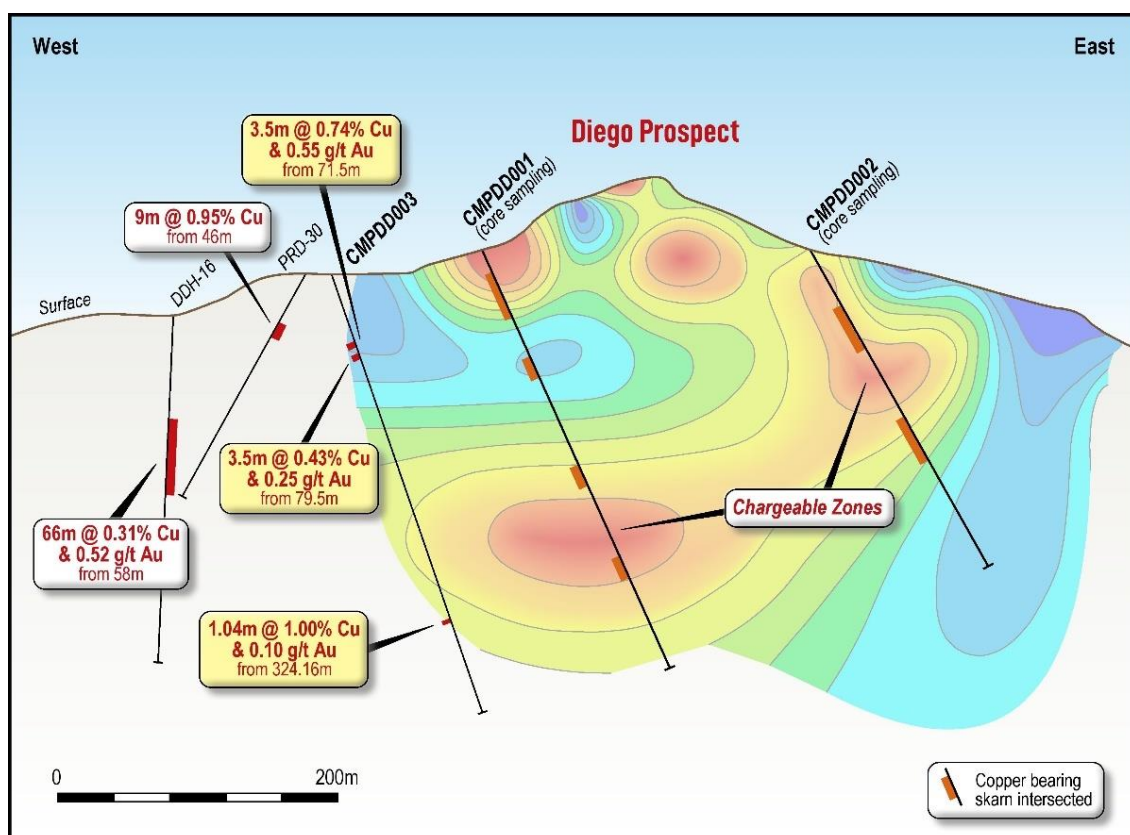 West
East
Diego Prospect
3.5m @ 0.74% Cu
& 0.55 g/t Au
from 71.5m
9m @ 0.95% Cu
from 46m
Surface
DDH-16
PRD-30
CMPDD003
CMPDD001
(core sampling)
CMPDD002
(core sampling)
3.5m @ 0.43% Cu
& 0.25 g/t Au
from 79.5m
Chargeable Zones
66m @ 0.31% Cu
& 0.52 g/t Au
from 58m
1.04m @ 1.00% Cu
& 0.10 g/t Au
from 324.16m
0
200m
Copper bearing
skarn intersected